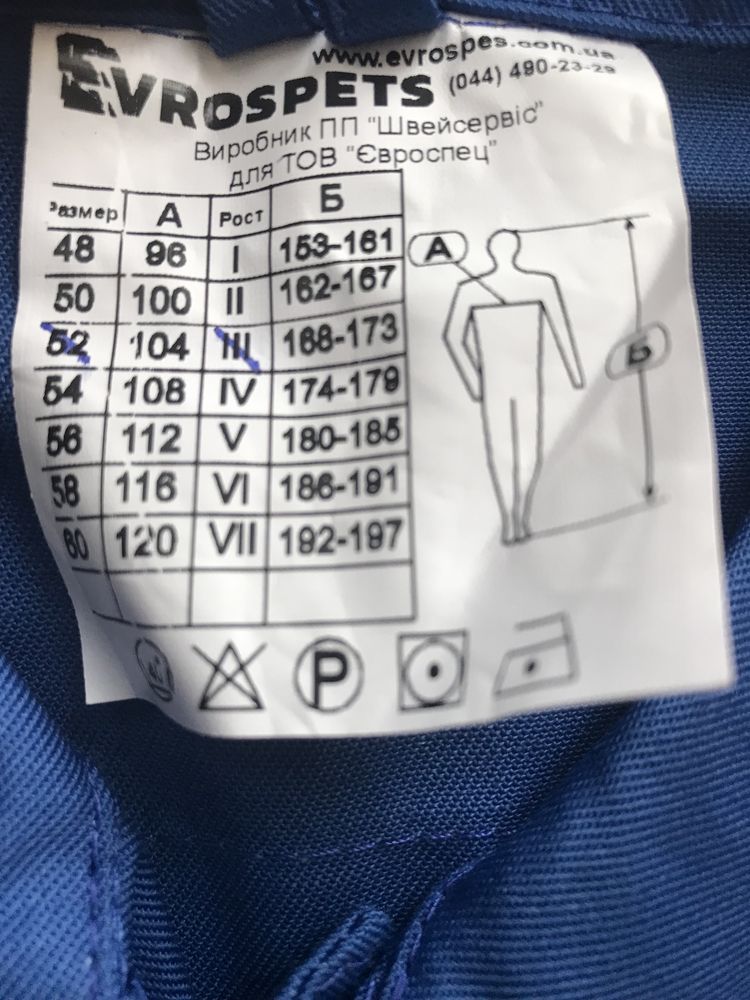 www.evrospes.com.ua
EVROSPETS (044) 490-23-29
Виробник ПП "Швейсервіс"
для ТОВ "Євроспец"
Размер А Рост Б
48 96 I 153-161
50 100 II 162-167
52 104 III 168-173
54 108 IV 174-179
56 112 V 180-185
58 116 VI 186-191
60 120 VII 192-197
А
Б
P